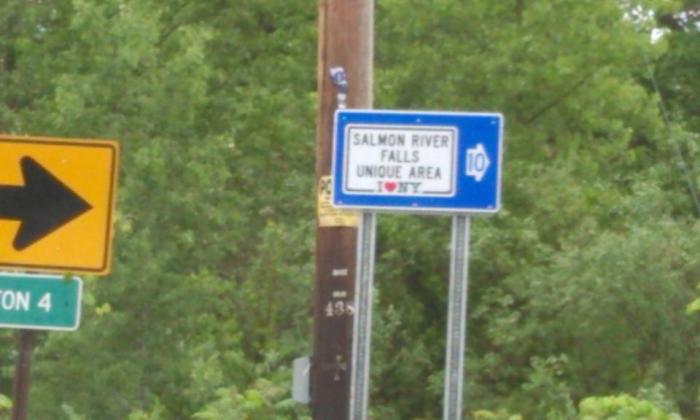 SALMON RIVER
FALLS
UNIQUE AREA
I♥NY
10
TON 4
438